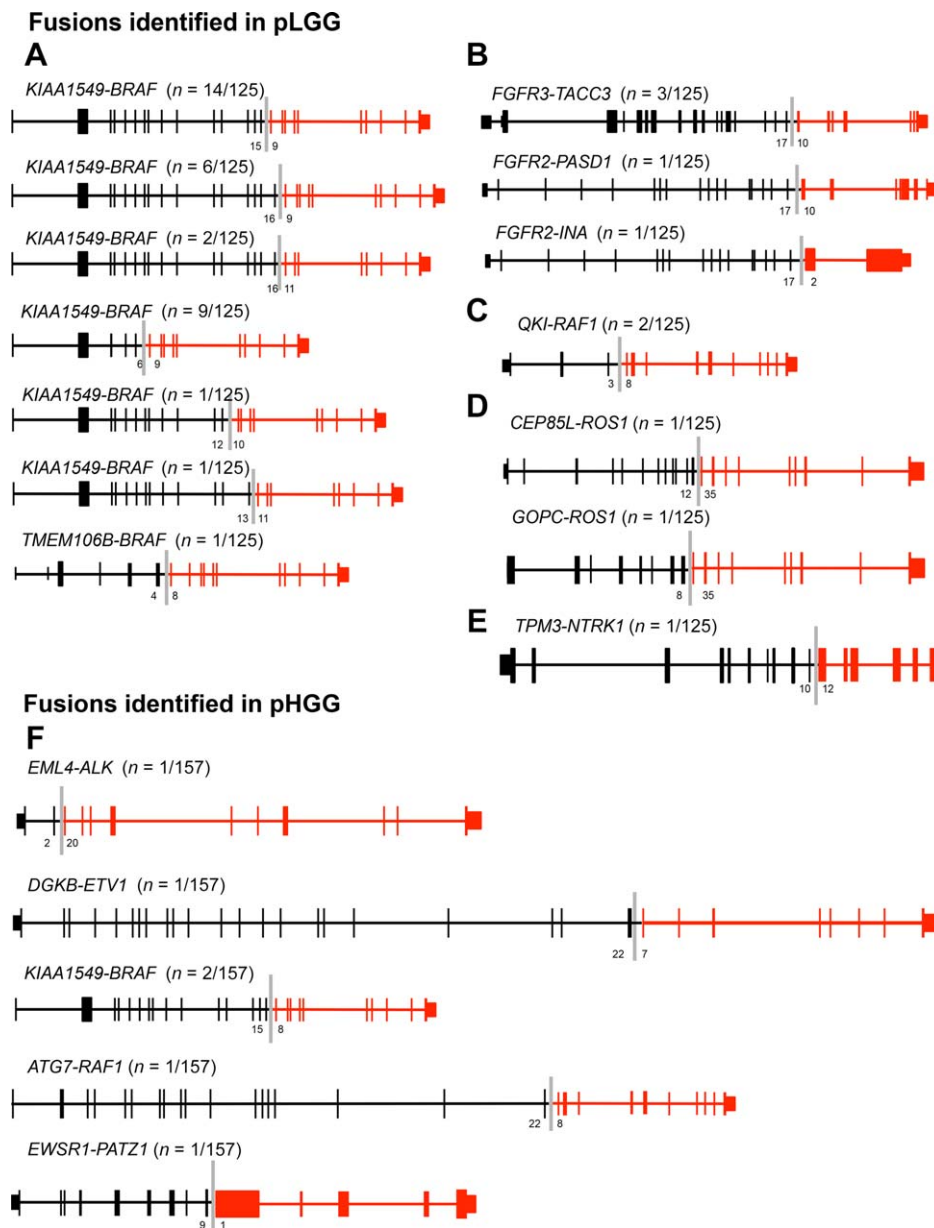 Fusions identified in pLGG
A
KIAA1549-BRAF (n = 14/125)
15 9
KIAA1549-BRAF (n = 6/125)
16 9
KIAA1549-BRAF (n = 2/125)
16 11
KIAA1549-BRAF (n = 9/125)
6 9
KIAA1549-BRAF (n = 1/125)
12 10
KIAA1549-BRAF (n = 1/125)
13 11
TMEM106B-BRAF (n = 1/125)
4 8
B
FGFR3-TACC3 (n = 3/125)
17 10
FGFR2-PASD1 (n = 1/125)
17 10
FGFR2-INA (n = 1/125)
17 2
C
QKI-RAF1 (n = 2/125)
3 8
D
CEP85L-ROS1 (n = 1/125)
12 35
GOPC-ROS1 (n = 1/125)
8 35
E
TPM3-NTRK1 (n = 1/125)
10 12
Fusions identified in pHGG
F
EML4-ALK (n = 1/157)
2 20
DGKB-ETV1 (n = 1/157)
22 7
KIAA1549-BRAF (n = 2/157)
15 8
ATG7-RAF1 (n = 1/157)
22 8
EWSR1-PATZ1 (n = 1/157)
9 1